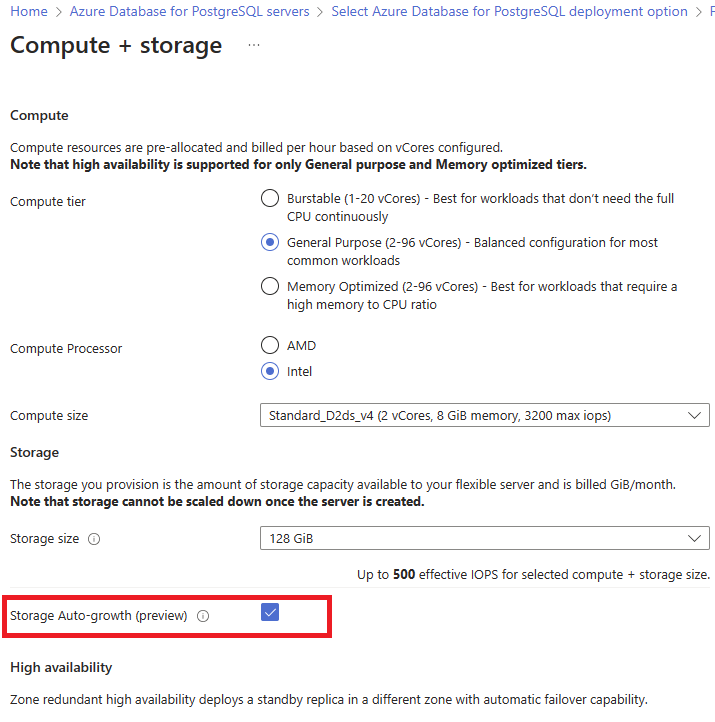 Home > Azure Database for PostgreSQL servers > Select Azure Database for PostgreSQL deployment option >
Compute + storage ...
Compute
Compute resources are pre-allocated and billed per hour based on vCores configured.
Note that high availability is supported for only General purpose and Memory optimized tiers.
Compute tier
Burstable (1-20 vCores) - Best for workloads that don't need the full
CPU continuously
General Purpose (2-96 vCores) - Balanced configuration for most
common workloads
Memory Optimized (2-96 vCores) - Best for workloads that require a
high memory to CPU ratio
Compute Processor
AMD
Intel
Compute size
Standard_D2ds_v4 (2 vCores, 8 GiB memory, 3200 max iops)
Storage
The storage you provision is the amount of storage capacity available to your flexible server and is billed GiB/month.
Note that storage cannot be scaled down once the server is created.
Storage size
128 GiB
Up to 500 effective IOPS for selected compute + storage size.
Storage Auto-growth (preview)
High availability
Zone redundant high availability deploys a standby replica in a different zone with automatic failover capability.